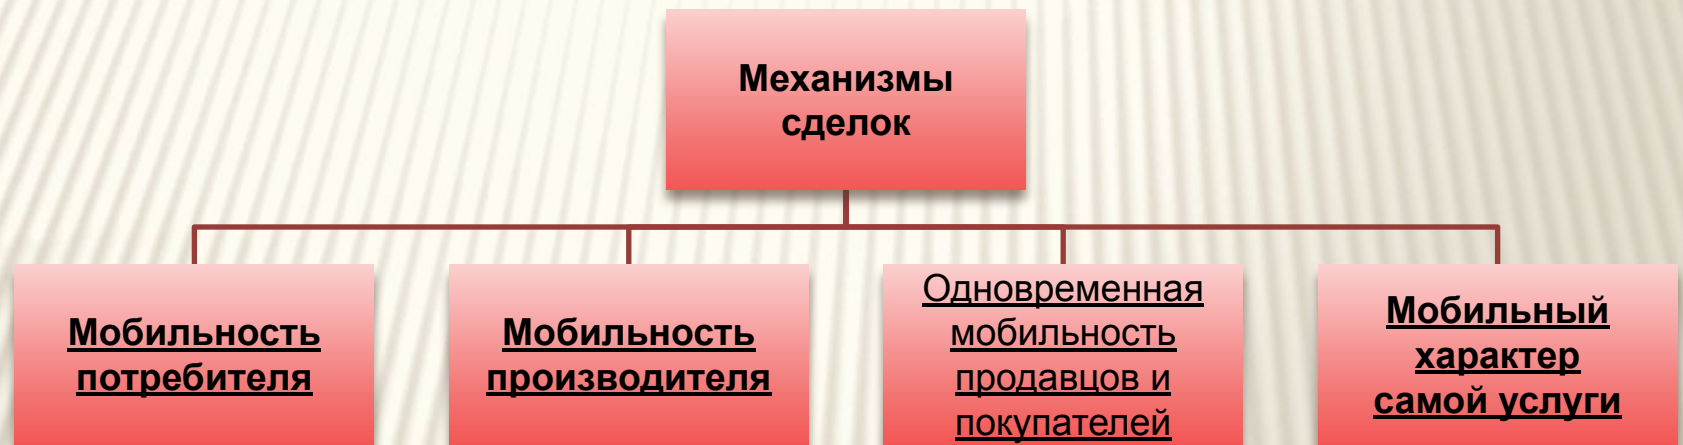 Механизмы
сделок
Мобильность
потребителя
Мобильность
производителя
Одновременная
мобильность
продавцов и
покупателей
Мобильный
характер
самой услуги